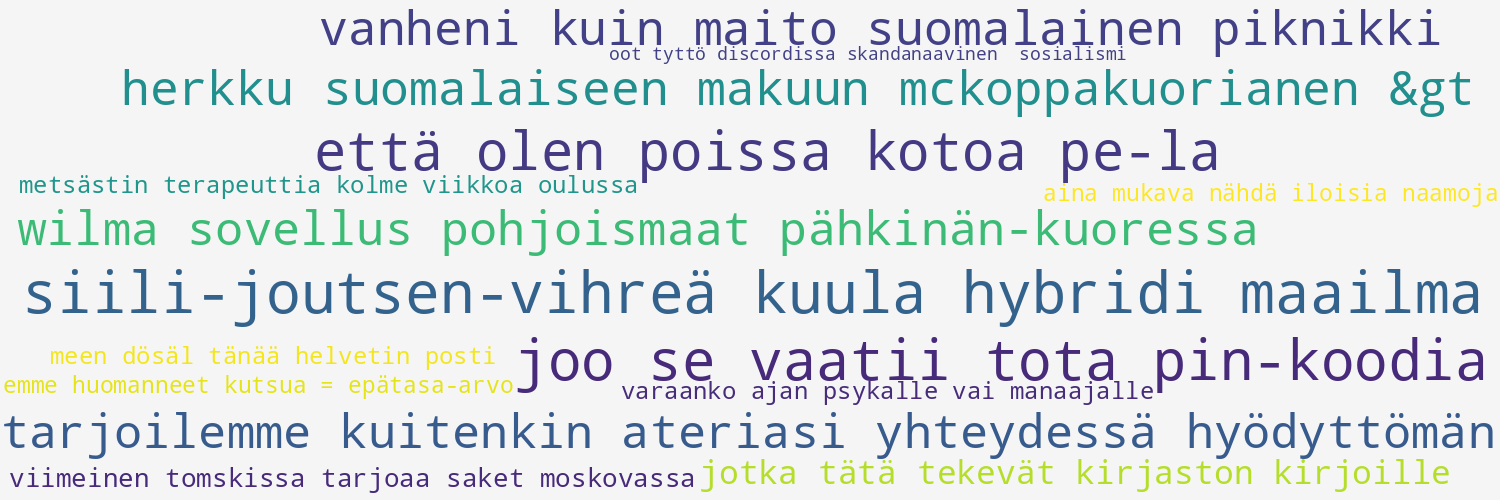 vanheni kuin maito suomalainen piknikki
oot tyttö discordissa skandanaavinen  sosialismi
herkku suomalaiseen makuun mckoppakuorianen &gt
että olen poissa kotoa pe-la
metsästin terapeuttia kolme viikkoa oulussa
aina mukava nähdä iloisia naamoja
wilma sovellus pohjoismaat pähkinän-kuoressa
siili-joutsen-vihreä kuula hybridi maailma
joo se vaatii tota pin-koodia
meen dösäl tänää helvetin posti
emme huomanneet kutsua = epätasa-arvo
varaanko ajan psykalle vai manaajalle
tarjoilemme kuitenkin ateriasi yhteydessä hyödyttömän
viimeinen tomskissa tarjoaa saket moskovassa
jotka tätä tekevät kirjaston kirjoille